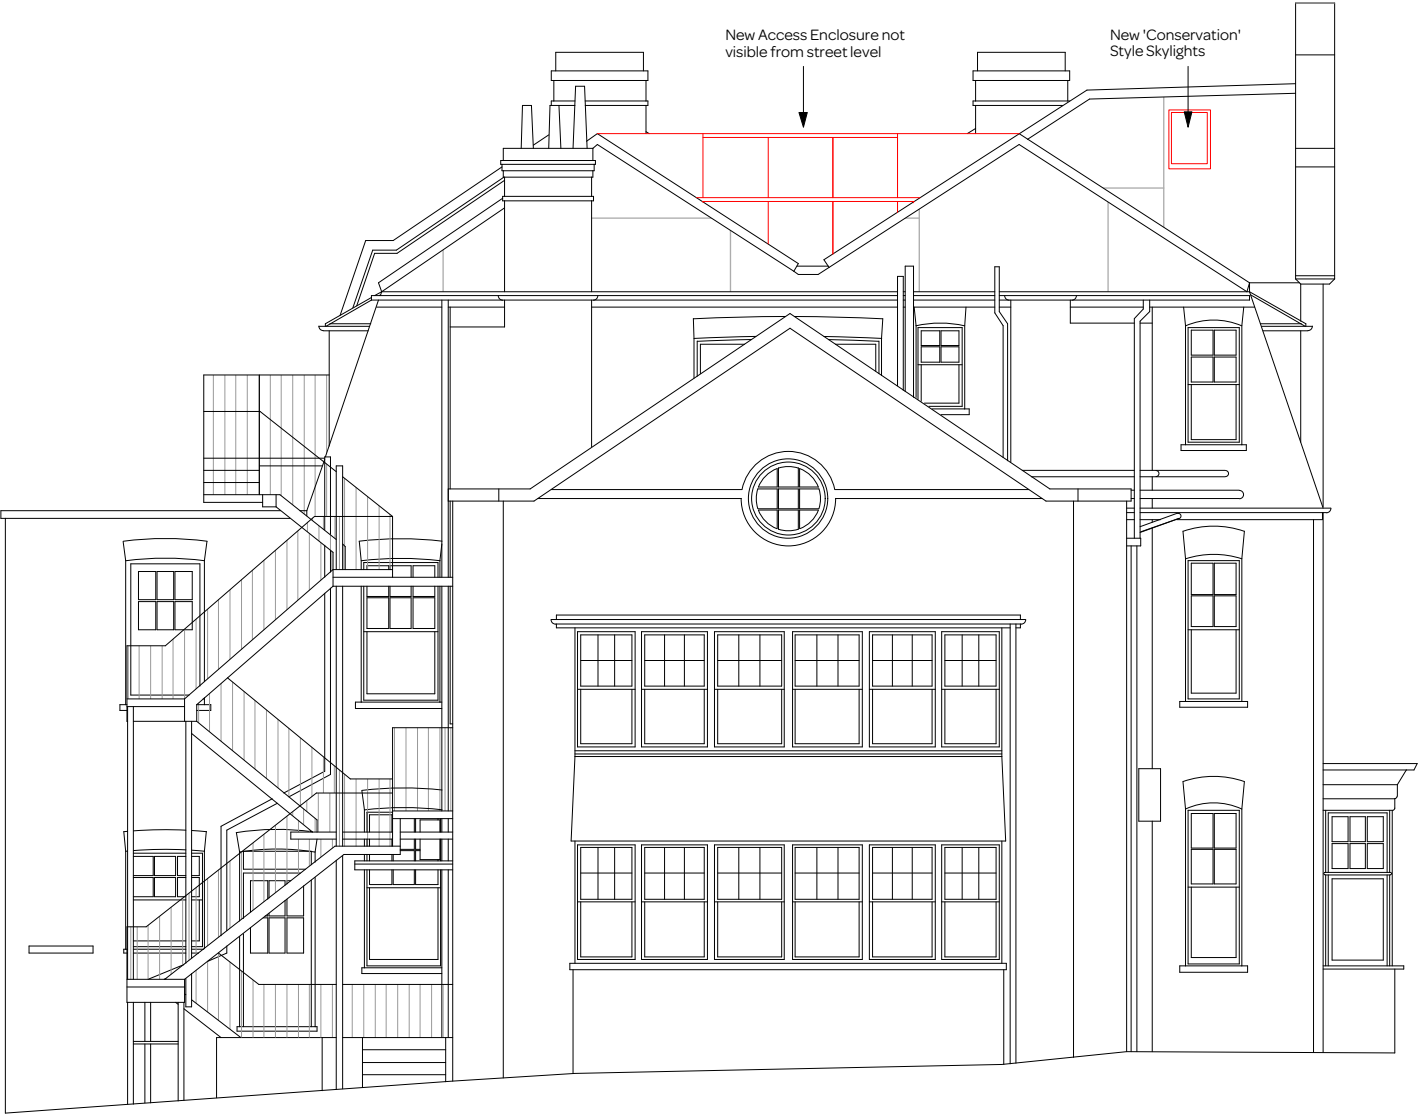 New Access Enclosure not
visible from street level
New 'Conservation'
Style Skylights